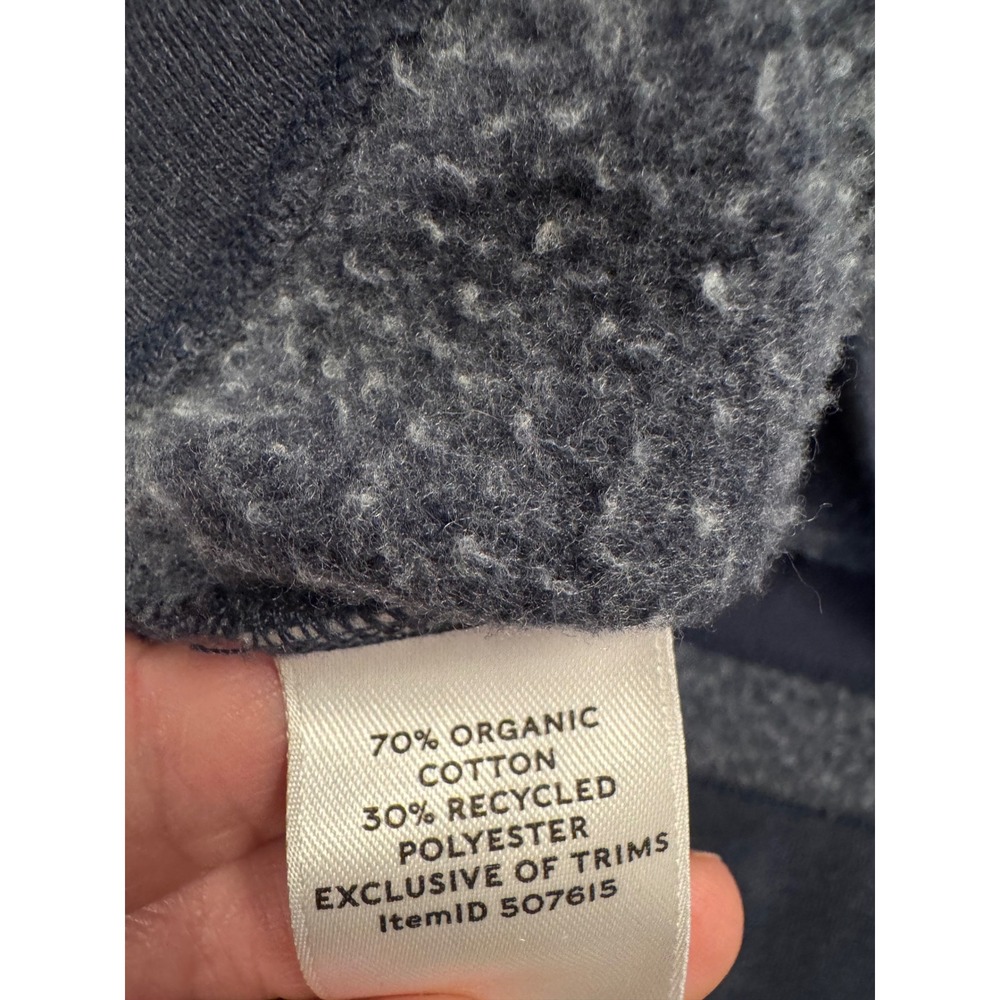 70% ORGANIC
COTTON
30% RECYCLED
POLYESTER
EXCLUSIVE OF TRIMS
ItemID 507615